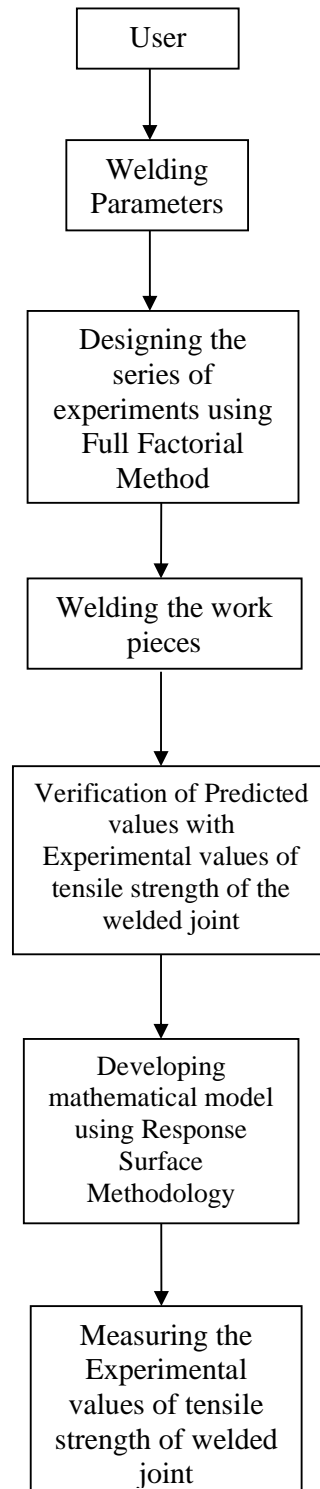 User
Welding
Parameters
Designing the
series of
experiments using
Full Factorial
Method
Welding the work
pieces
Verification of Predicted
values with
Experimental values of
tensile strength of the
welded joint
Developing
mathematical model
using Response
Surface
Methodology
Measuring the
Experimental
values of tensile
strength of welded
joint